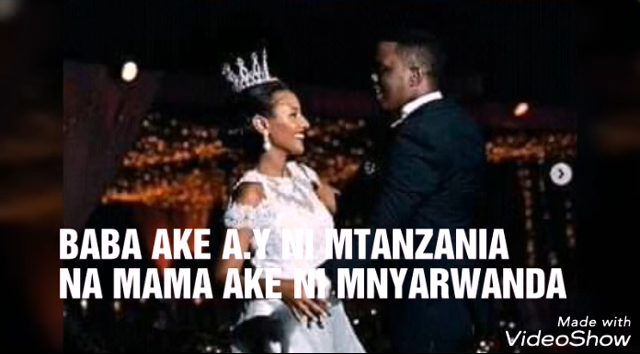 BABA AKE A.Y NI MTANZANIA
NA MAMA AKE NI MNYARWANDA
Made with
VideoShow